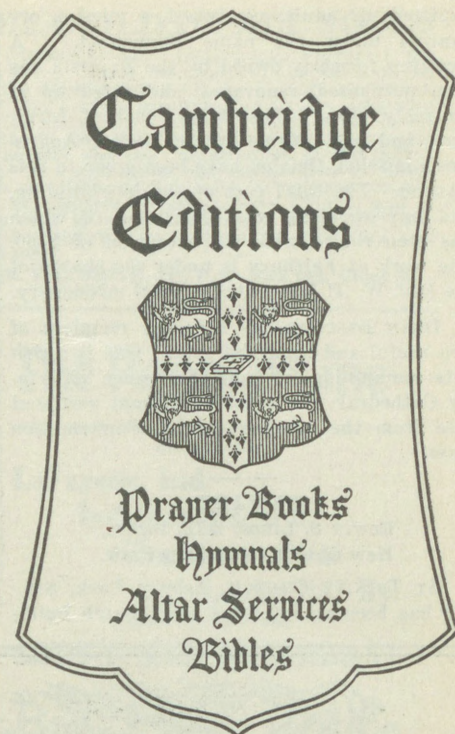 Cambridge
Editions
Prayer Books
Hymnals
Altar Services
Bibles